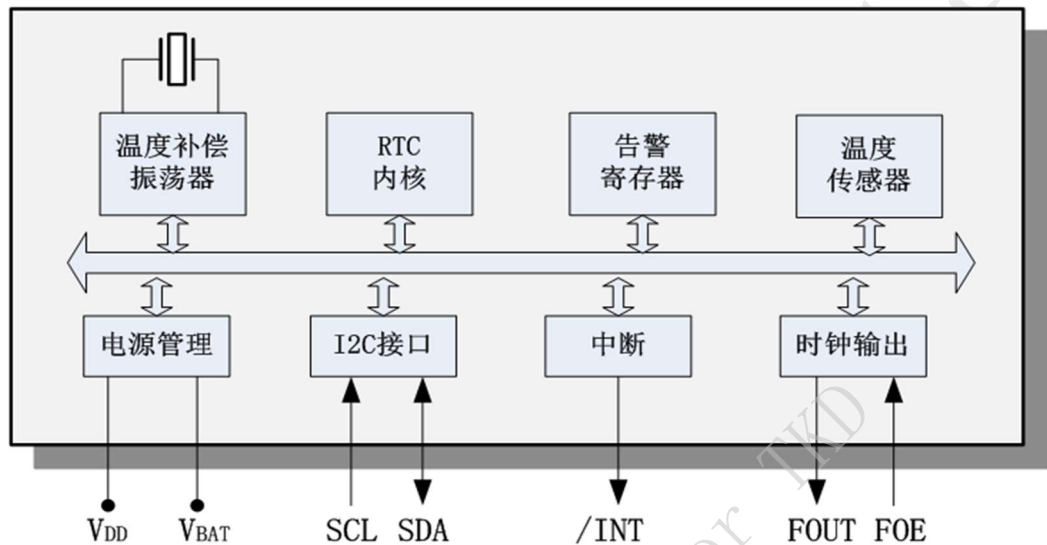 温度补偿
振荡器
RTC
内核
告警
寄存器
温度
传感器
电源管理
I2C接口
中断
时钟输出
VDD
VBAT
SCL
SDA
/INT
FOUT
FOE
or TKD